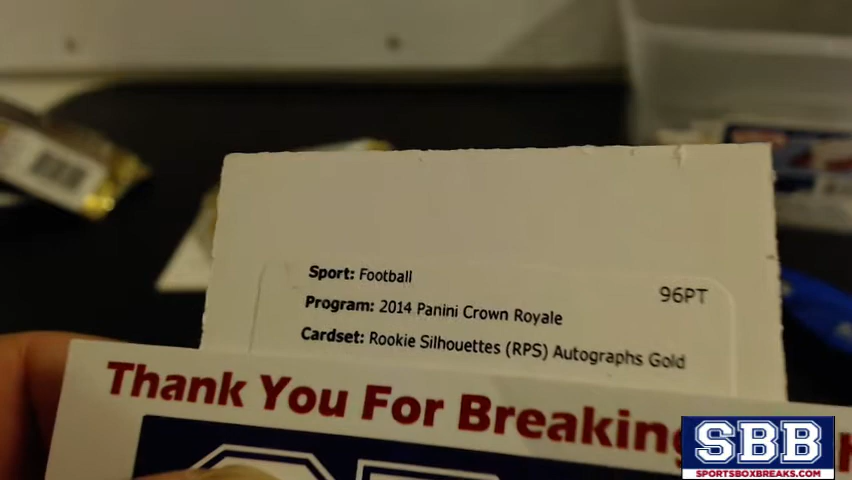 Sport: Football
96PT
Program: 2014 Panini Crown Royale
Cardset: Rookie Silhouettes (RPS) Autographs Gold
Thank You For Breaking
SBB
SPORTSBOXBREAKS.COM